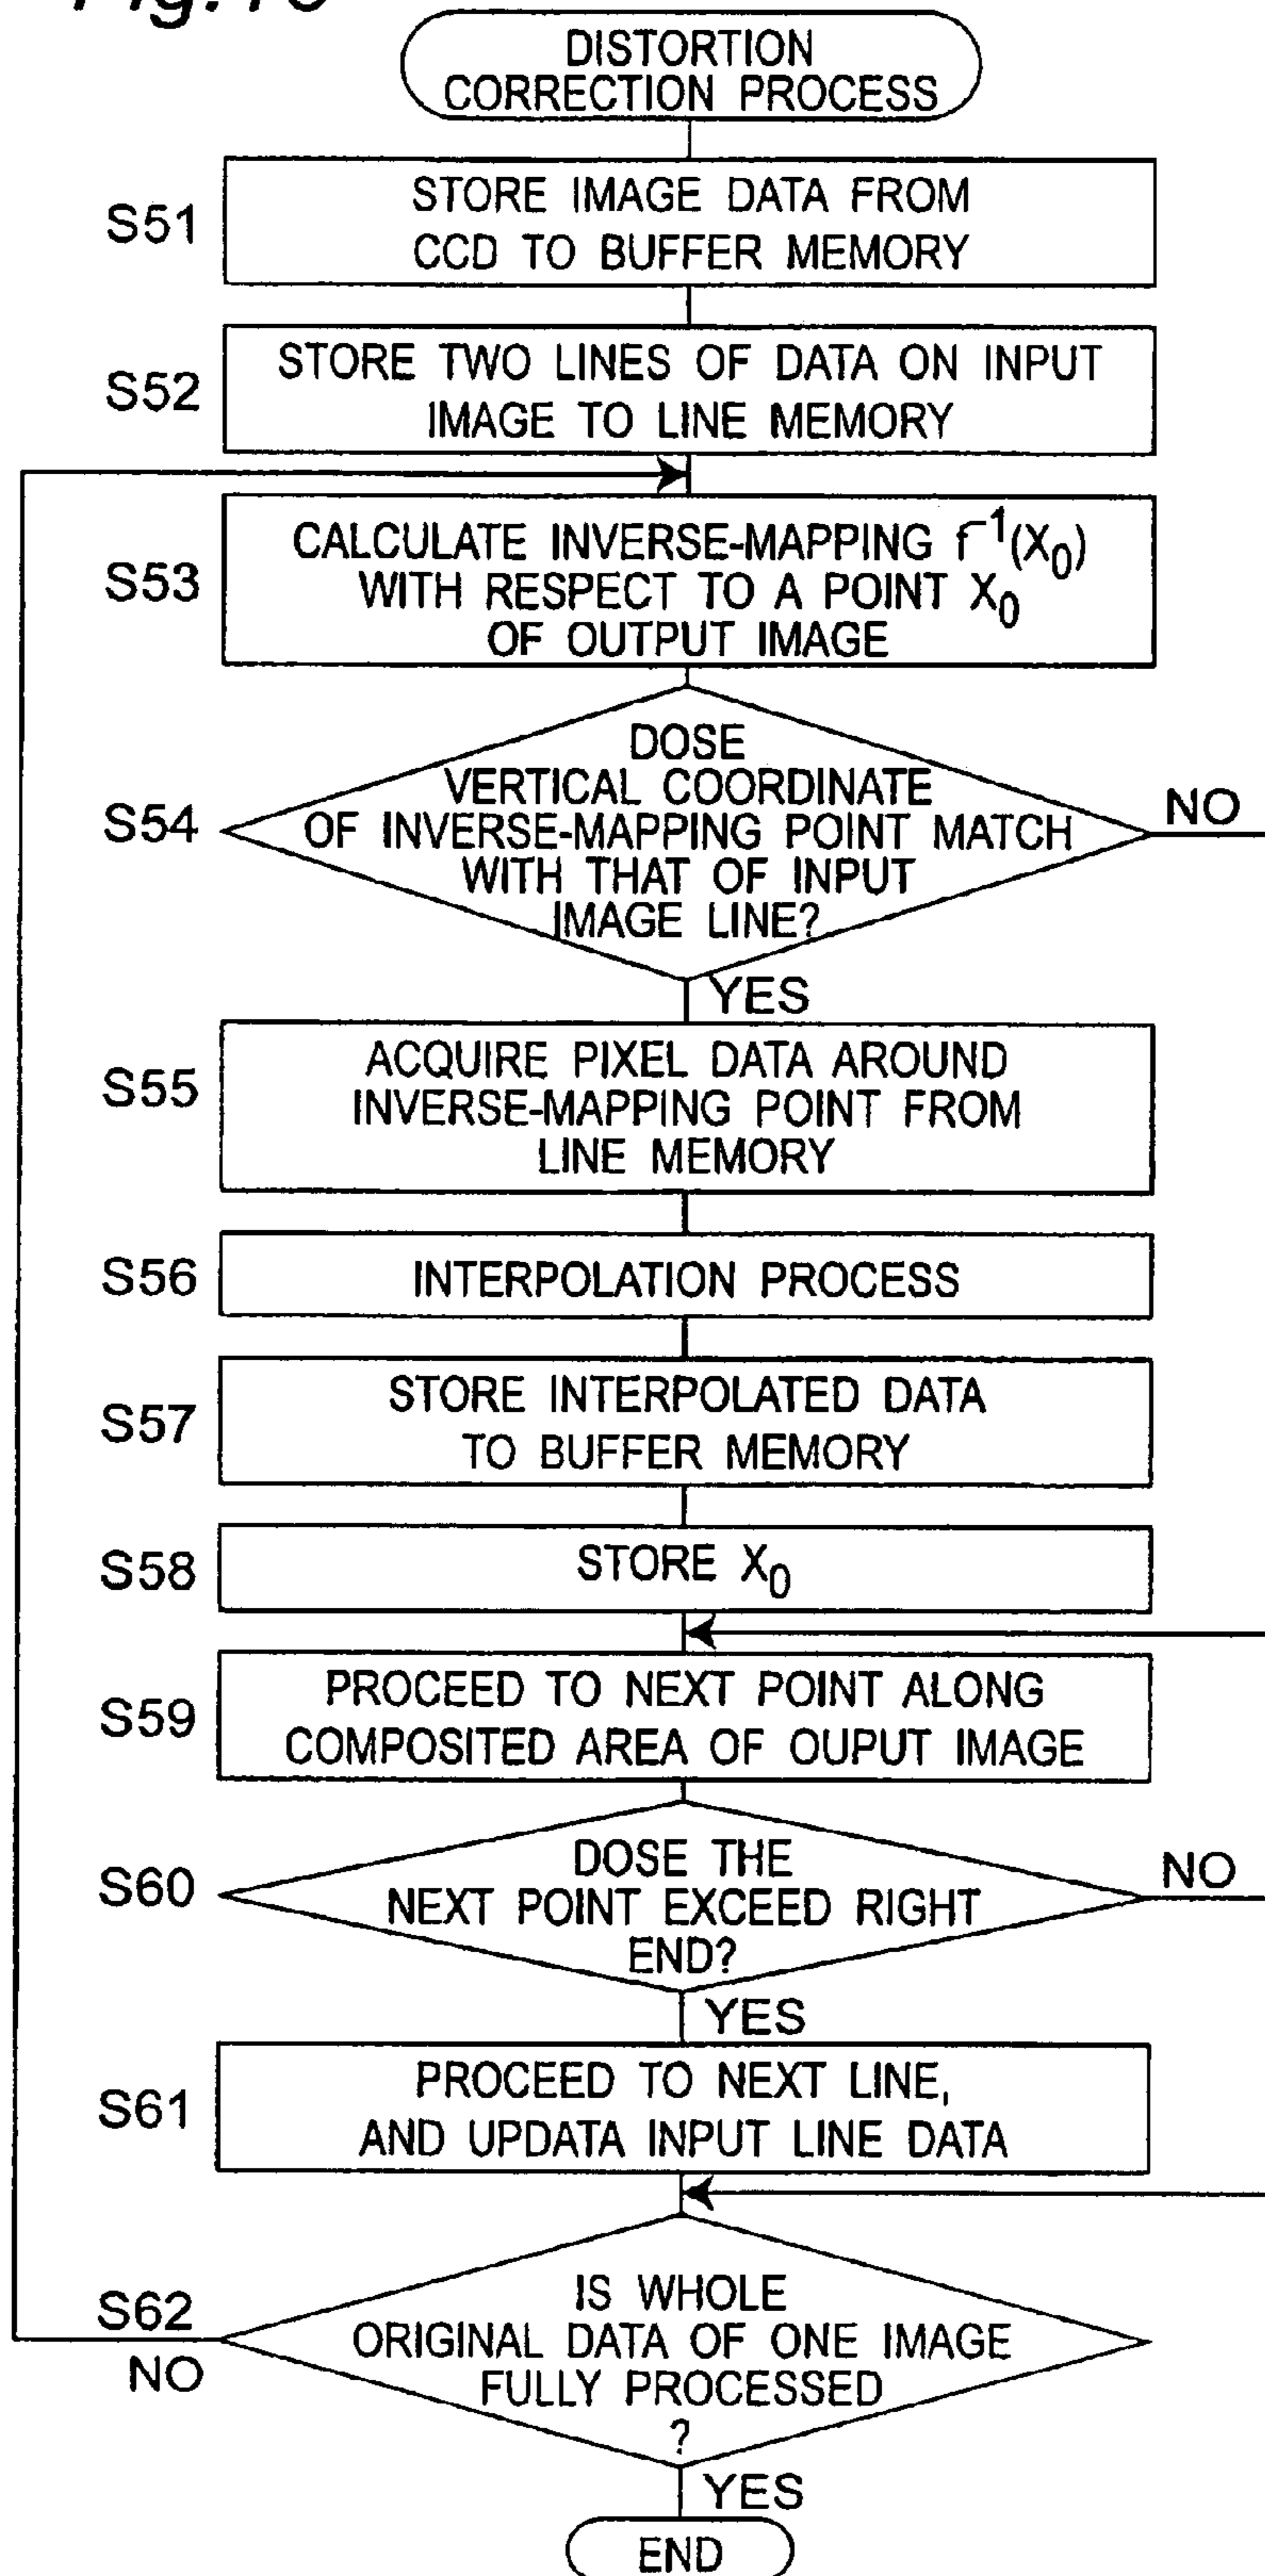 DISTORTION
CORRECTION PROCESS
S51
STORE IMAGE DATA FROM
CCD TO BUFFER MEMORY
S52
STORE TWO LINES OF DATA ON INPUT
IMAGE TO LINE MEMORY
S53
CALCULATE INVERSE-MAPPING f⁻¹(X₀)
WITH RESPECT TO A POINT X₀
OF OUTPUT IMAGE
S54
DOSE
VERTICAL COORDINATE
OF INVERSE-MAPPING POINT MATCH
WITH THAT OF INPUT
IMAGE LINE?
NO
YES
S55
ACQUIRE PIXEL DATA AROUND
INVERSE-MAPPING POINT FROM
LINE MEMORY
S56
INTERPOLATION PROCESS
S57
STORE INTERPOLATED DATA
TO BUFFER MEMORY
S58
STORE X₀
S59
PROCEED TO NEXT POINT ALONG
COMPOSITED AREA OF OUPUT IMAGE
S60
DOSE THE
NEXT POINT EXCEED RIGHT
END?
NO
YES
S61
PROCEED TO NEXT LINE,
AND UPDATA INPUT LINE DATA
S62
IS WHOLE
ORIGINAL DATA OF ONE IMAGE
FULLY PROCESSED
?
NO
YES
END